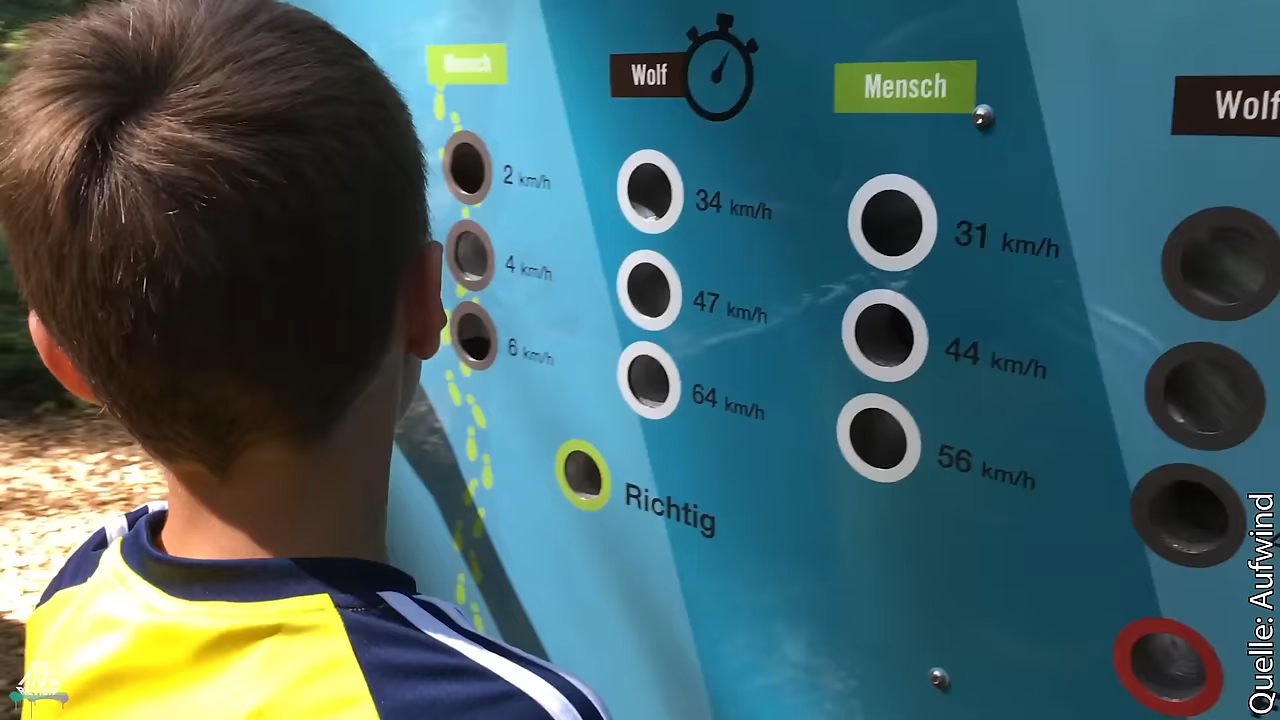 Mensch
2 km/h
4 km/h
6 km/h
Wolf
34 km/h
47 km/h
64 km/h
Richtig
Mensch
31 km/h
44 km/h
56 km/h
Wolf
Quelle: Aufwind